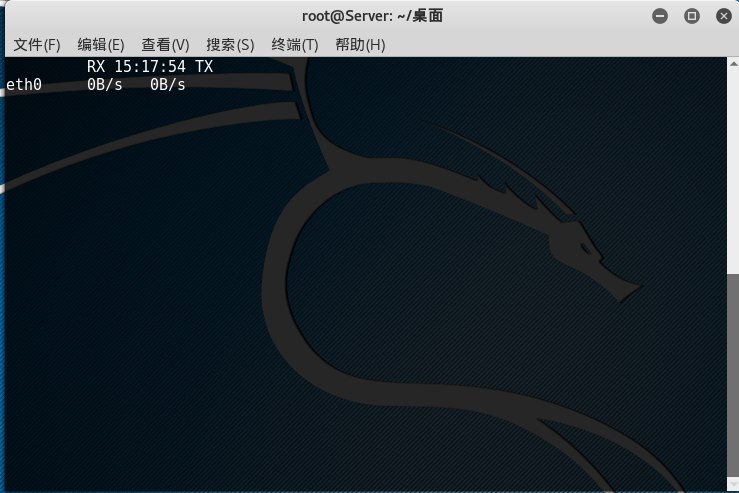 root@Server: ~/桌面
文件(F) 编辑(E) 查看(V) 搜索(S) 终端(T) 帮助(H)
RX 15:17:54 TX
eth0 0B/s 0B/s